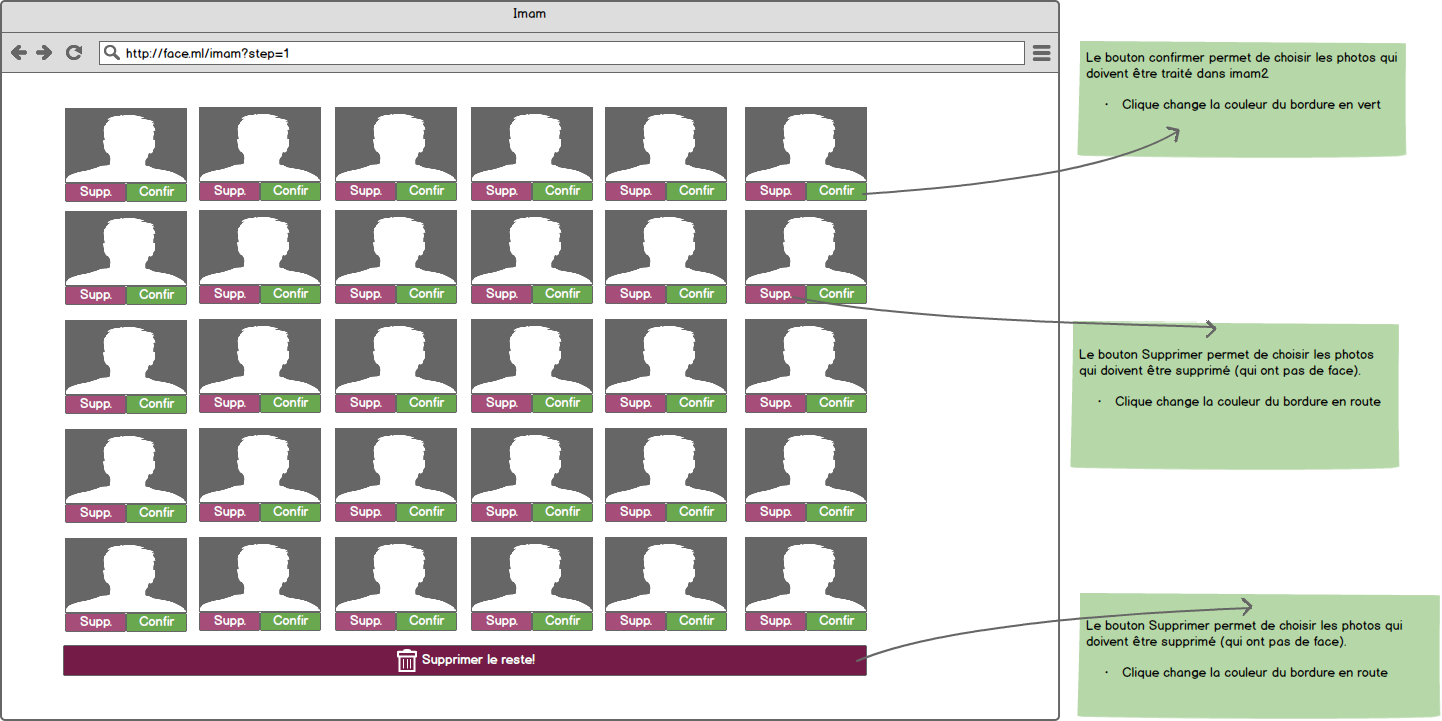 Imam
http://face.ml/imam?step=1
Supp. Confir Supp. Confir Supp. Confir Supp. Confir Supp. Confir Supp. Confir
Supp. Confir Supp. Confir Supp. Confir Supp. Confir Supp. Confir Supp. Confir
Supp. Confir Supp. Confir Supp. Confir Supp. Confir Supp. Confir Supp. Confir
Supp. Confir Supp. Confir Supp. Confir Supp. Confir Supp. Confir Supp. Confir
Supp. Confir Supp. Confir Supp. Confir Supp. Confir Supp. Confir Supp. Confir
Supprimer le reste!
Le bouton confirmer permet de choisir les photos qui
doivent être traité dans imam2
• Clique change la couleur du bordure en vert
Le bouton Supprimer permet de choisir les photos
qui doivent être supprimé (qui ont pas de face).
• Clique change la couleur du bordure en route
Le bouton Supprimer permet de choisir les photos qui
doivent être supprimé (qui ont pas de face).
• Clique change la couleur du bordure en route